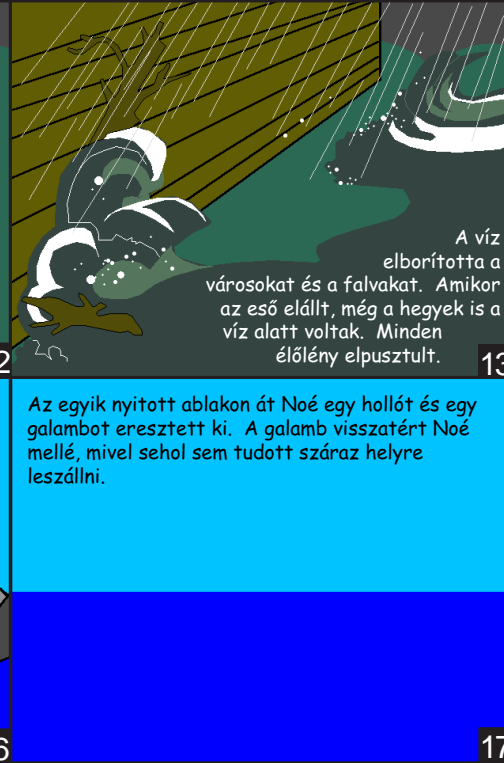 A víz
elborította a
városokat és a falvakat. Amikor
az eső elállt, még a hegyek is a
víz alatt voltak. Minden
élőlény elpusztult.
2
13
Az egyik nyitott ablakon át Noé egy hollót és egy
galambot eresztett ki. A galamb visszatért Noé
mellé, mivel sehol sem tudott száraz helyre
leszállni.
6
17